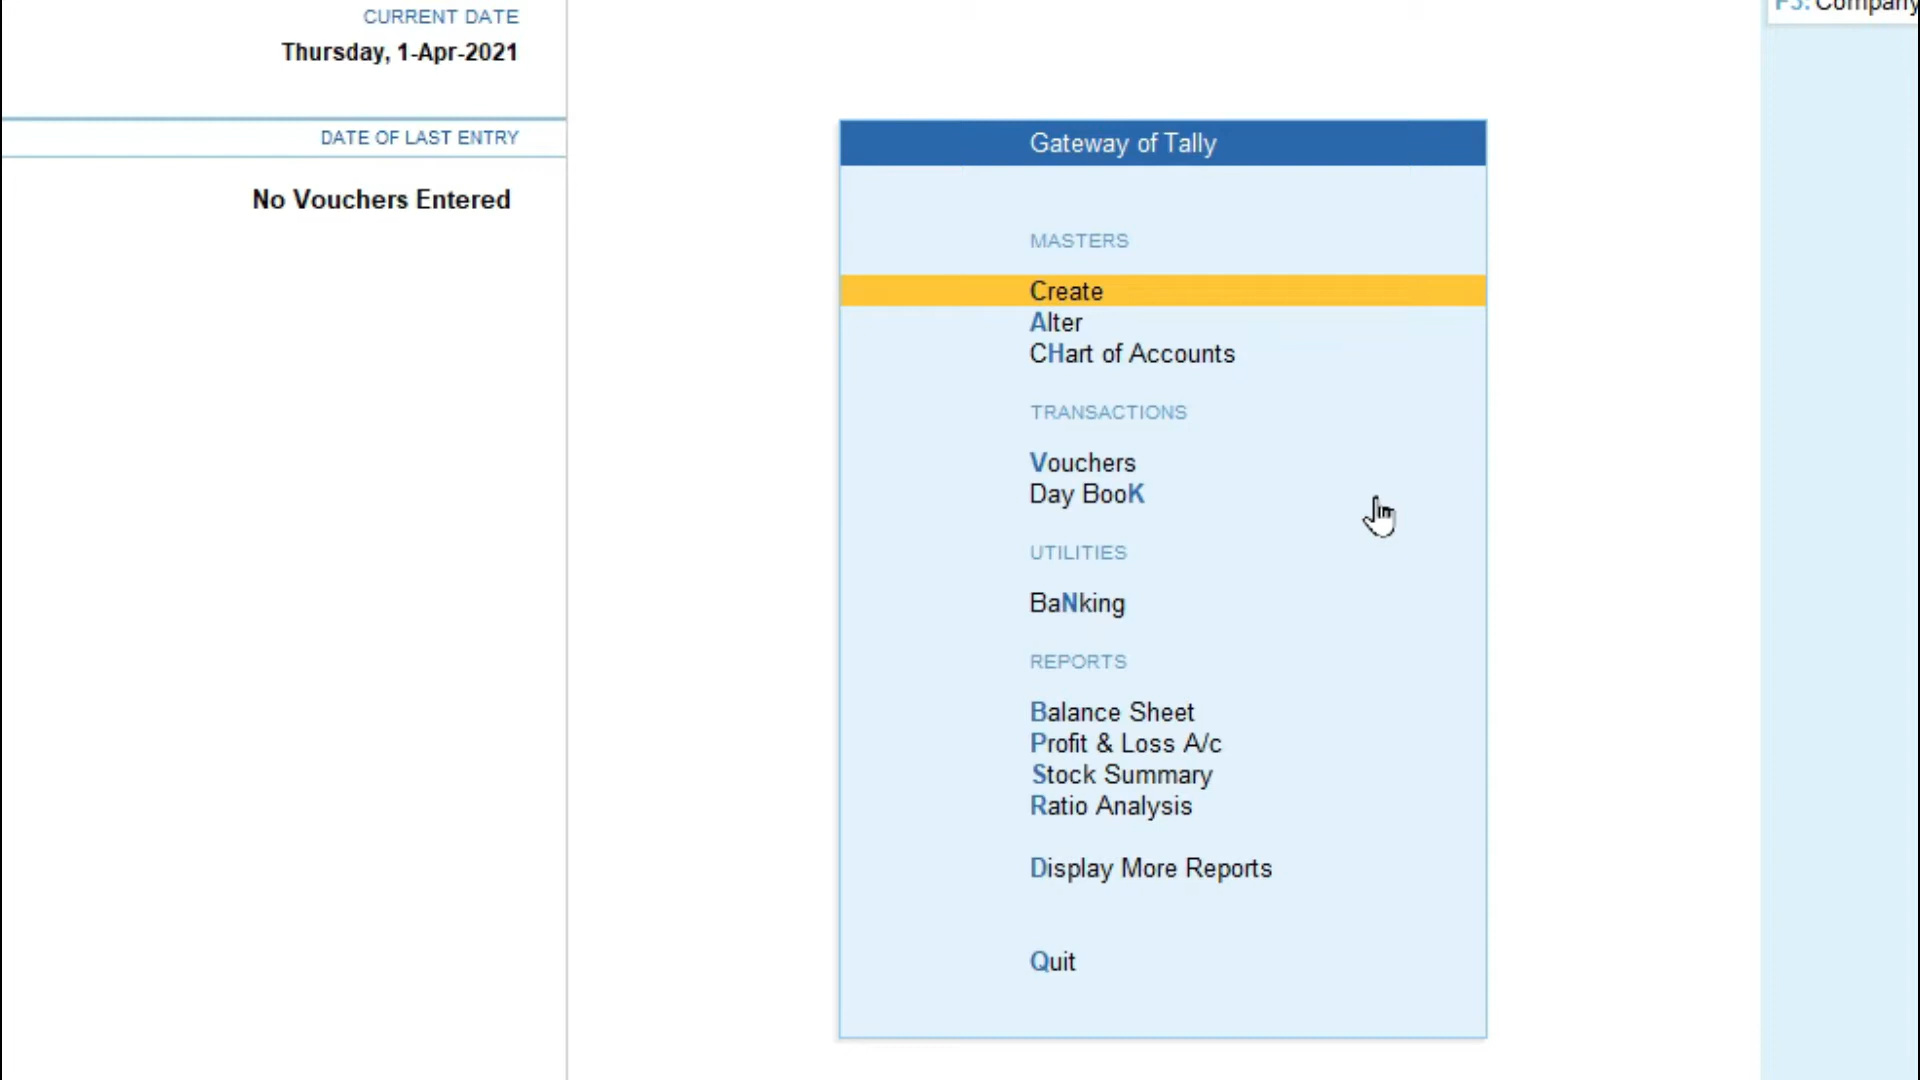 CURRENT DATE
Thursday, 1-Apr-2021
DATE OF LAST ENTRY
No Vouchers Entered
Gateway of Tally
MASTERS
Create
Alter
CHart of Accounts
TRANSACTIONS
Vouchers
Day BooK
UTILITIES
BaNking
REPORTS
Balance Sheet
Profit & Loss A/c
Stock Summary
Ratio Analysis
Display More Reports
Quit
F3: Company